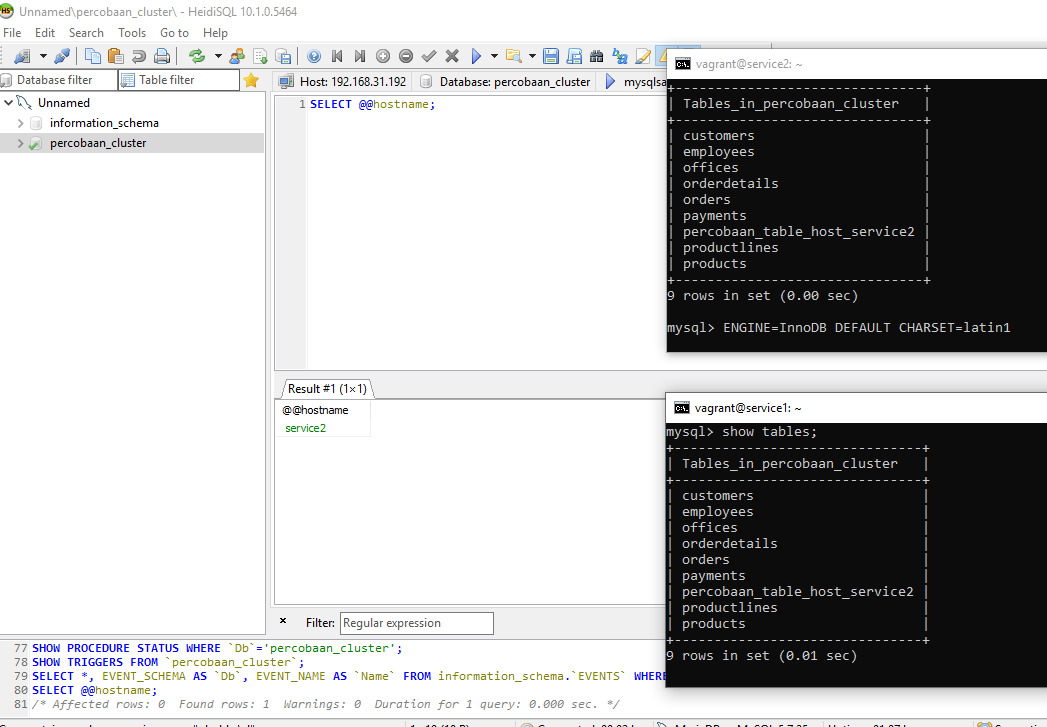 Unnamed\percobaan_cluster\ - HeidiSQL 10.1.0.5464
File Edit Search Tools Go to Help
Database filter
Table filter
Host: 192.168.31.192
Database: percobaan_cluster
Unnamed
information_schema
percobaan_cluster
1 SELECT @@hostname;
Result #1 (1×1)
@@hostname
service2
× Filter: Regular expression
77 SHOW PROCEDURE STATUS WHERE `Db`='percobaan_cluster';
78 SHOW TRIGGERS FROM `percobaan_cluster`;
79 SELECT *, EVENT_SCHEMA AS `Db`, EVENT_NAME AS `Name` FROM information_schema.`EVENTS` WHERE
80 SELECT @@hostname;
81 /* Affected rows: 0 Found rows: 1 Warnings: 0 Duration for 1 query: 0.000 sec. */
vagrant@service2: ~
+--------------------------------+
| Tables_in_percobaan_cluster |
+--------------------------------+
| customers |
| employees |
| offices |
| orderdetails |
| orders |
| payments |
| percobaan_table_host_service2 |
| productlines |
| products |
+--------------------------------+
9 rows in set (0.00 sec)
mysql> ENGINE=InnoDB DEFAULT CHARSET=latin1
vagrant@service1: ~
mysql> show tables;
+--------------------------------+
| Tables_in_percobaan_cluster |
+--------------------------------+
| customers |
| employees |
| offices |
| orderdetails |
| orders |
| payments |
| percobaan_table_host_service2 |
| productlines |
| products |
+--------------------------------+
9 rows in set (0.01 sec)